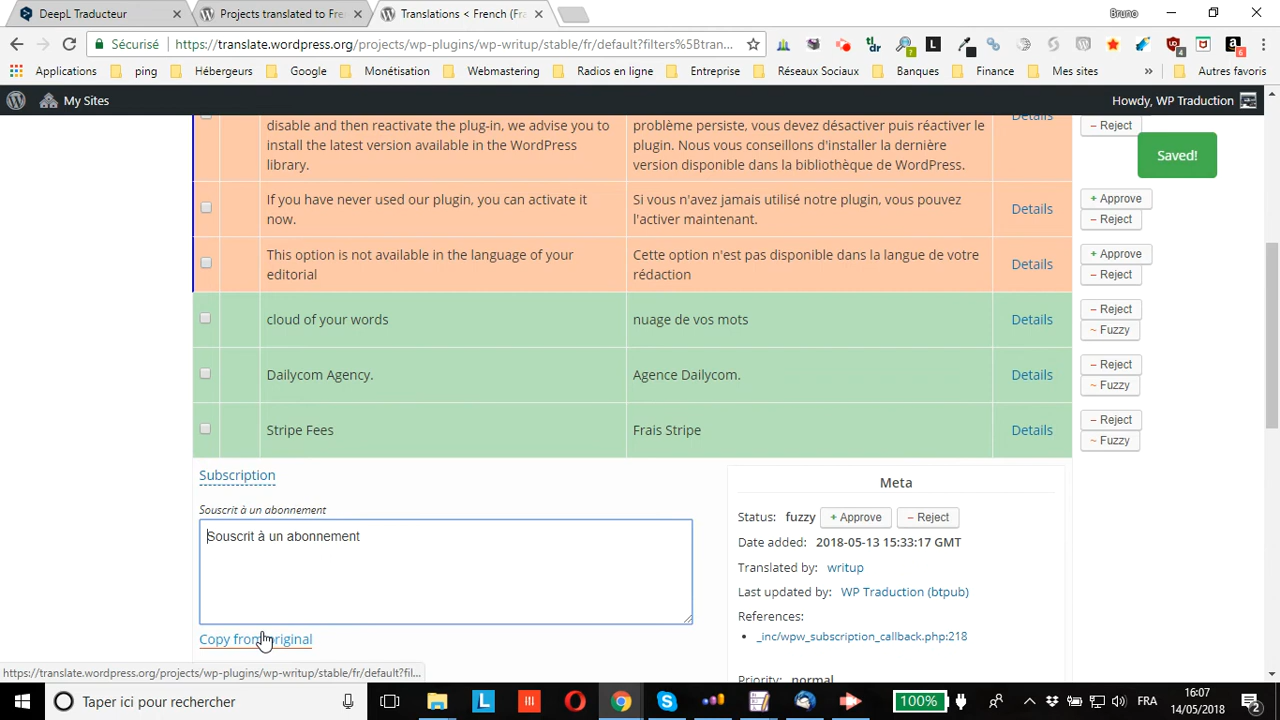 DeepL Traducteur
Projects translated to Fre
Translations < French (Fra
Bruno
Sécurisé
https://translate.wordpress.org/projects/wp-plugins/wp-writup/stable/fr/default?filters%5Btran...
Applications
ping
Hébergeurs
Google
Monétisation
Webmastering
Radios en ligne
Entreprise
Réseaux Sociaux
Banques
Finance
Mes sites
»
Autres favoris
My Sites
Howdy, WP Traduction
disable and then reactivate the plug-in, we advise you to
install the latest version available in the WordPress
library.
problème persiste, vous devez désactiver puis réactiver le
plugin. Nous vous conseillons d'installer la dernière
version disponible dans la bibliothèque de WordPress.
Details
− Reject
Saved!
If you have never used our plugin, you can activate it
now.
Si vous n'avez jamais utilisé notre plugin, vous pouvez
l'activer maintenant.
Details
+ Approve
− Reject
This option is not available in the language of your
editorial
Cette option n'est pas disponible dans la langue de votre
rédaction
Details
+ Approve
− Reject
cloud of your words
nuage de vos mots
Details
− Reject
~ Fuzzy
Dailycom Agency.
Agence Dailycom.
Details
− Reject
~ Fuzzy
Stripe Fees
Frais Stripe
Details
− Reject
~ Fuzzy
Subscription
Souscrit à un abonnement
Souscrit à un abonnement
Copy from original
Meta
Status: fuzzy + Approve − Reject
Date added: 2018-05-13 15:33:17 GMT
Translated by: writup
Last updated by: WP Traduction (btpub)
References:
_inc/wpw_subscription_callback.php:218
Priority: normal
https://translate.wordpress.org/projects/wp-plugins/wp-writup/stable/fr/default?fil...
Taper ici pour rechercher
100%
FRA
16:07
14/05/2018